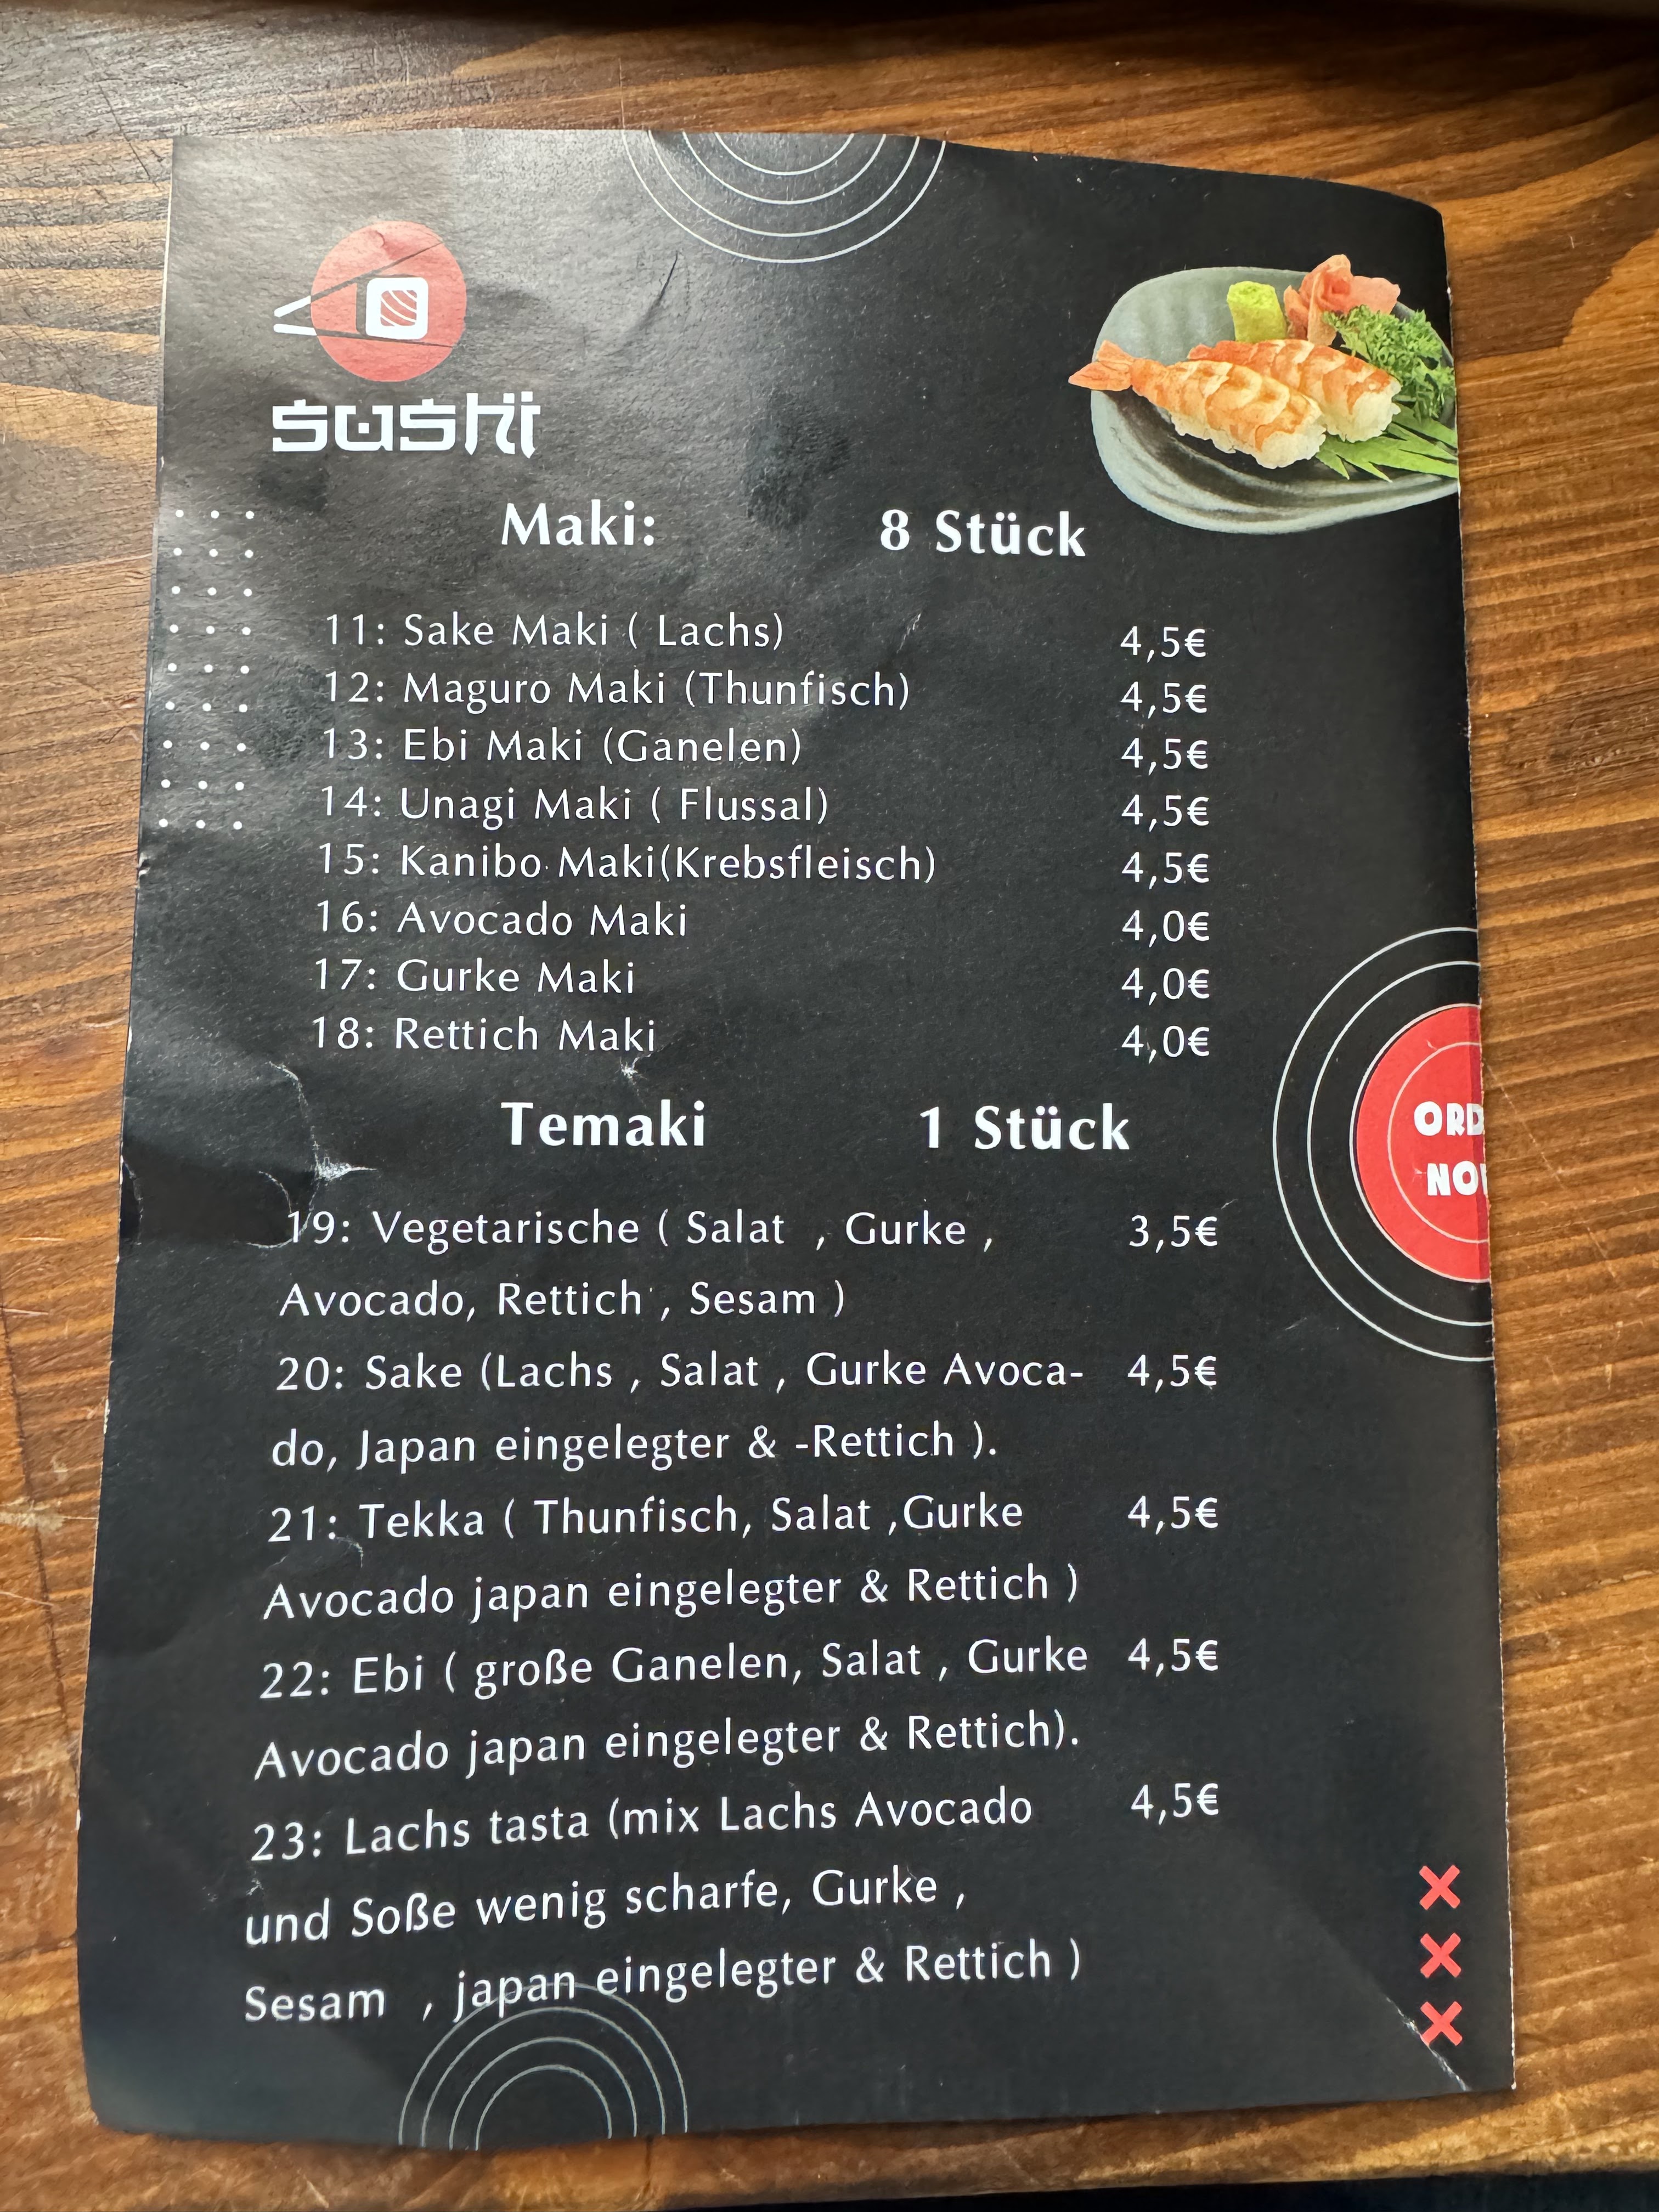 sushi
Maki: 8 Stück
11: Sake Maki ( Lachs) 4,5€
12: Maguro Maki (Thunfisch) 4,5€
13: Ebi Maki (Ganelen) 4,5€
14: Unagi Maki ( Flussal) 4,5€
15: Kanibo Maki(Krebsfleisch) 4,5€
16: Avocado Maki 4,0€
17: Gurke Maki 4,0€
18: Rettich Maki 4,0€
Temaki 1 Stück
ORD
NO
19: Vegetarische ( Salat , Gurke , 3,5€
Avocado, Rettich , Sesam )
20: Sake (Lachs , Salat , Gurke Avoca- 4,5€
do, Japan eingelegter & -Rettich ).
21: Tekka ( Thunfisch, Salat ,Gurke 4,5€
Avocado japan eingelegter & Rettich )
22: Ebi ( große Ganelen, Salat , Gurke 4,5€
Avocado japan eingelegter & Rettich).
23: Lachs tasta (mix Lachs Avocado 4,5€
und Soße wenig scharfe, Gurke ,
Sesam , japan eingelegter & Rettich )